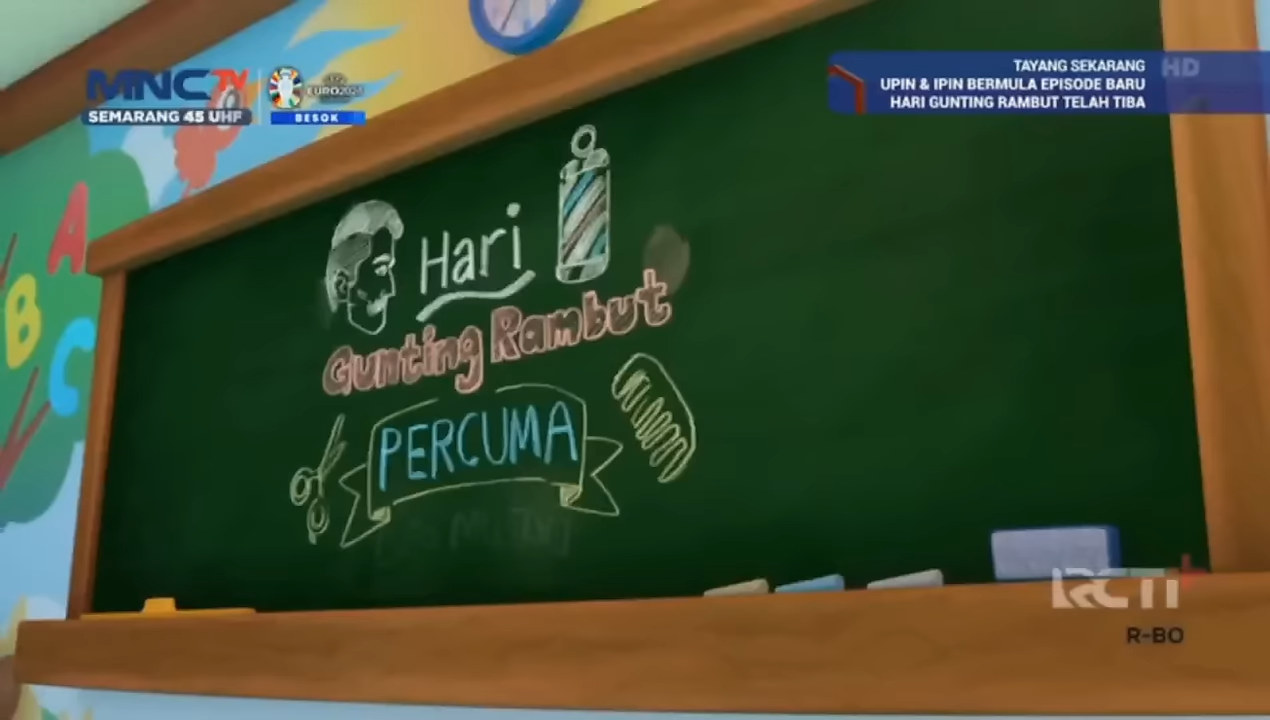 MNCTV
SEMARANG 45 UHF
EURO2024
BESOK
TAYANG SEKARANG
UPIN & IPIN BERMULA EPISODE BARU
HARI GUNTING RAMBUT TELAH TIBA
HD
A
B
C
Hari
Gunting Rambut
PERCUMA
RCTI+
R-BO